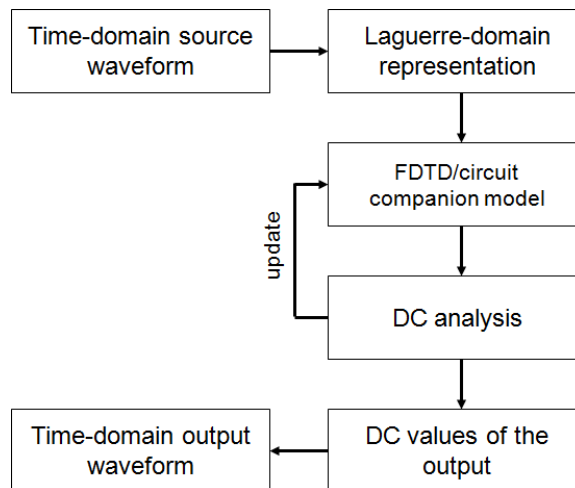 Time-domain source
waveform
Laguerre-domain
representation
FDTD/circuit
companion model
update
DC analysis
Time-domain output
waveform
DC values of the
output